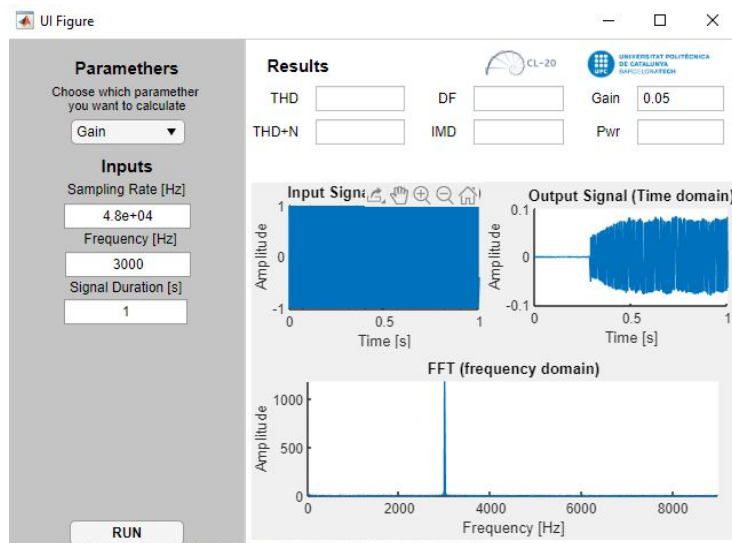 UI Figure
Paramethers
Choose which paramether
you want to calculate
Gain
Inputs
Sampling Rate [Hz]
4.8e+04
Frequency [Hz]
3000
Signal Duration [s]
1
RUN
Results
CL-20
UPC
UNIVERSITAT POLITÈCNICA
DE CATALUNYA
BARCELONATECH
THD
DF
Gain 0.05
THD+N
IMD
Pwr
Input Signa
Amplitude
1
0
-1
0 0.5 1
Time [s]
Output Signal (Time domain)
Amplitude
0.1
0
-0.1
0 0.5 1
Time [s]
FFT (frequency domain)
Amplitude
1000
500
0
0 2000 4000 6000 8000
Frequency [Hz]